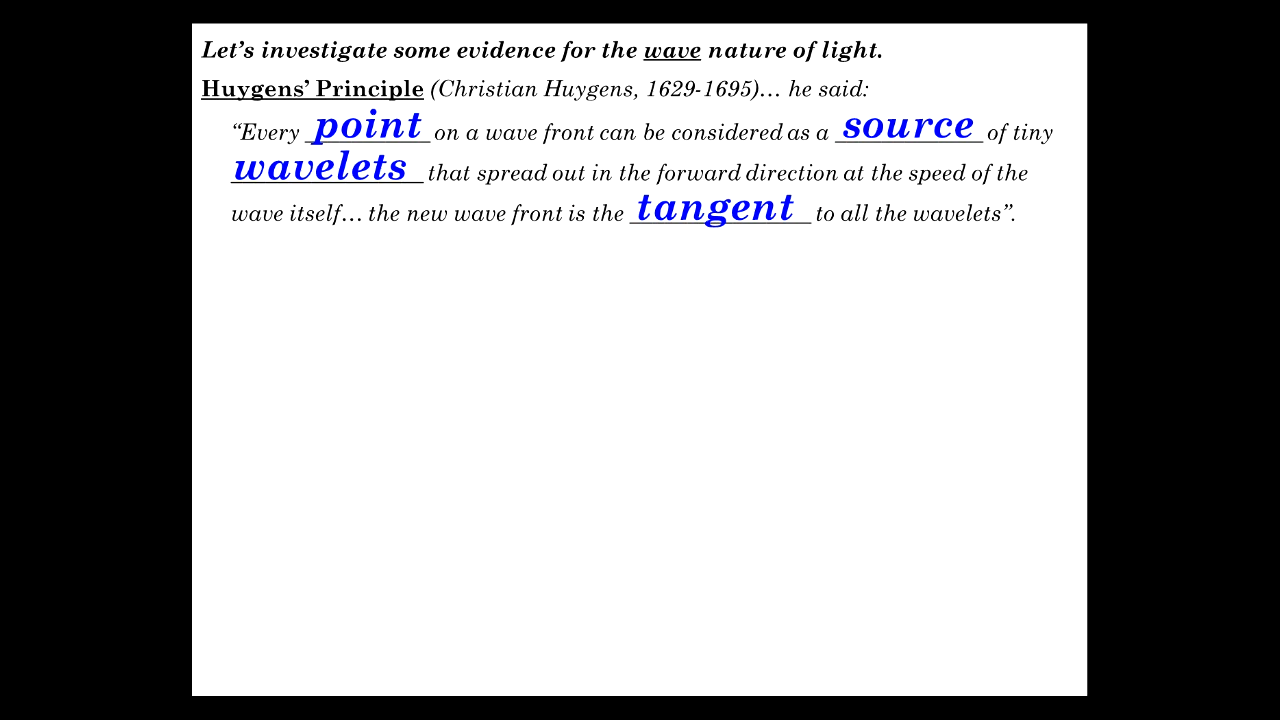 Let’s investigate some evidence for the wave nature of light.
Huygens’ Principle (Christian Huygens, 1629-1695)… he said:
“Every point on a wave front can be considered as a source of tiny
wavelets that spread out in the forward direction at the speed of the
wave itself… the new wave front is the tangent to all the wavelets”.